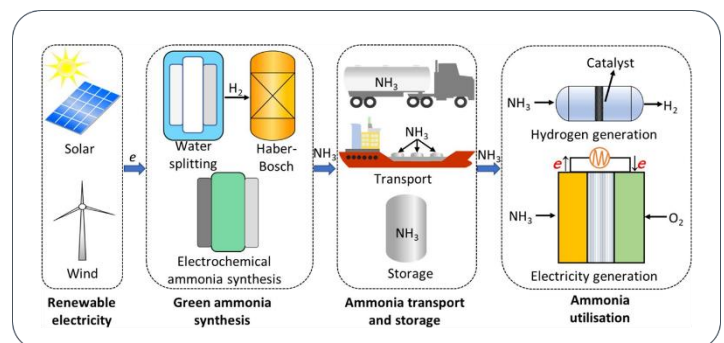 Solar
Wind
Renewable
electricity
e
H2
Water
splitting
Haber-
Bosch
Electrochemical
ammonia synthesis
Green ammonia
synthesis
NH3
NH3
NH3
Transport
NH3
Storage
Ammonia transport
and storage
NH3
Catalyst
NH3
H2
Hydrogen generation
e
e
NH3
O2
Electricity generation
Ammonia
utilisation